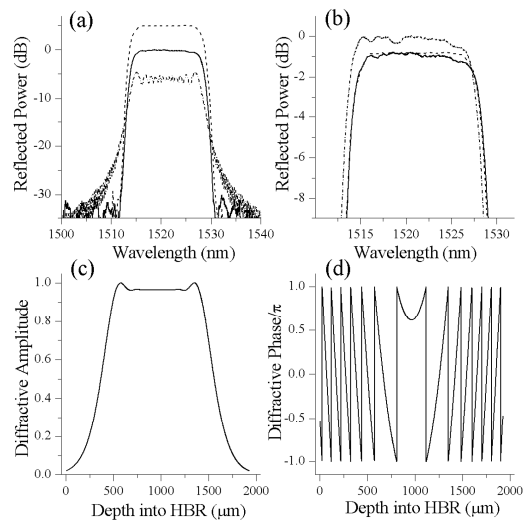 (a)
0
-10
-20
-30
Reflected Power (dB)
1500 1510 1520 1530 1540
Wavelength (nm)
(b)
0
-2
-4
-6
-8
Reflected Power (dB)
1515 1520 1525 1530
Wavelength (nm)
(c)
1.0
0.8
0.6
0.4
0.2
0.0
Diffractive Amplitude
0 500 1000 1500 2000
Depth into HBR (μm)
(d)
1.0
0.5
0.0
-0.5
-1.0
Diffractive Phase/π
0 500 1000 1500 2000
Depth into HBR (μm)